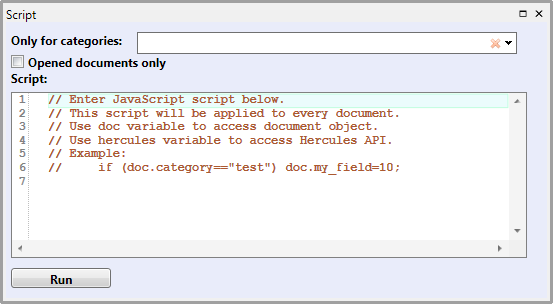 Script
Only for categories:
Opened documents only
Script:
1 // Enter JavaScript script below.
2 // This script will be applied to every document.
3 // Use doc variable to access document object.
4 // Use hercules variable to access Hercules API.
5 // Example:
6 //     if (doc.category=="test") doc.my_field=10;
7
Run